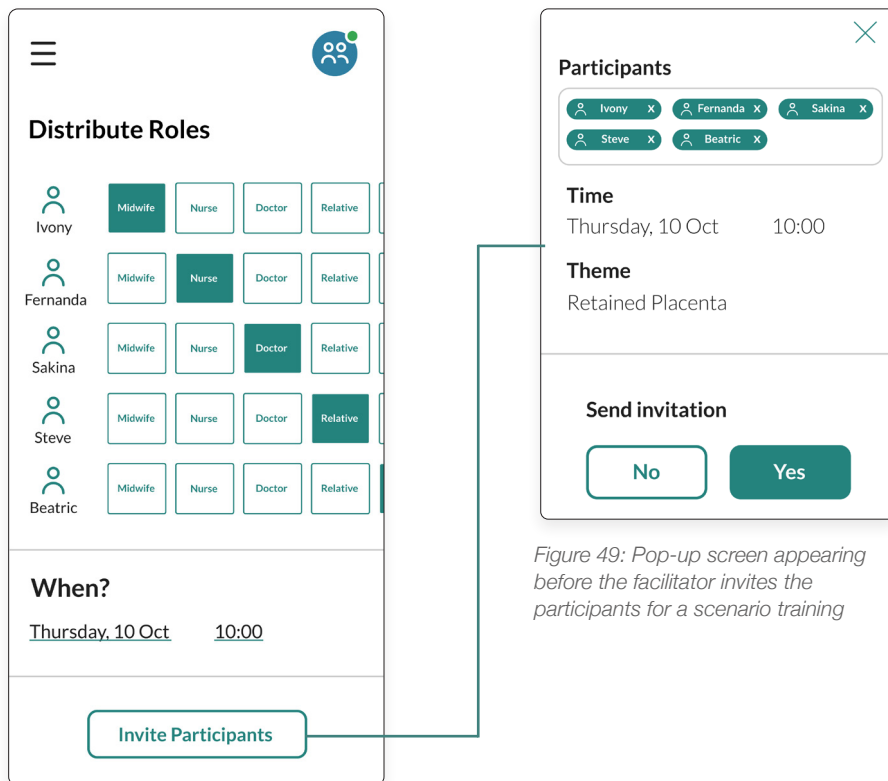 Distribute Roles
Ivony
Midwife Nurse Doctor Relative
Fernanda
Midwife Nurse Doctor Relative
Sakina
Midwife Nurse Doctor Relative
Steve
Midwife Nurse Doctor Relative
Beatric
Midwife Nurse Doctor Relative
When?
Thursday, 10 Oct 10:00
Invite Participants
Participants
Ivony x Fernanda x Sakina x
Steve x Beatric x
Time
Thursday, 10 Oct 10:00
Theme
Retained Placenta
Send invitation
No Yes
Figure 49: Pop-up screen appearing
before the facilitator invites the
participants for a scenario training